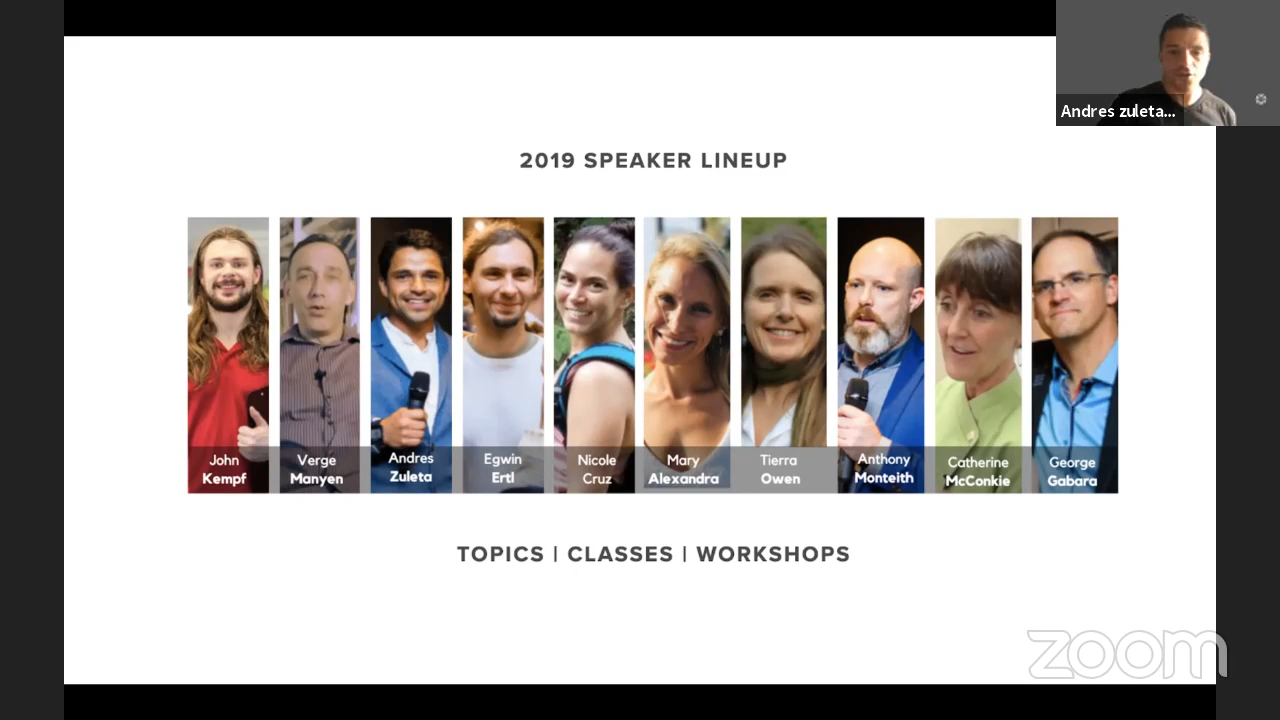 Andres zuleta...
2019 SPEAKER LINEUP
John
Kempf
Verge
Manyen
Andres
Zuleta
Egwin
Ertl
Nicole
Cruz
Mary
Alexandra
Tierra
Owen
Anthony
Monteith
Catherine
McConkie
George
Gabara
TOPICS | CLASSES | WORKSHOPS
zoom